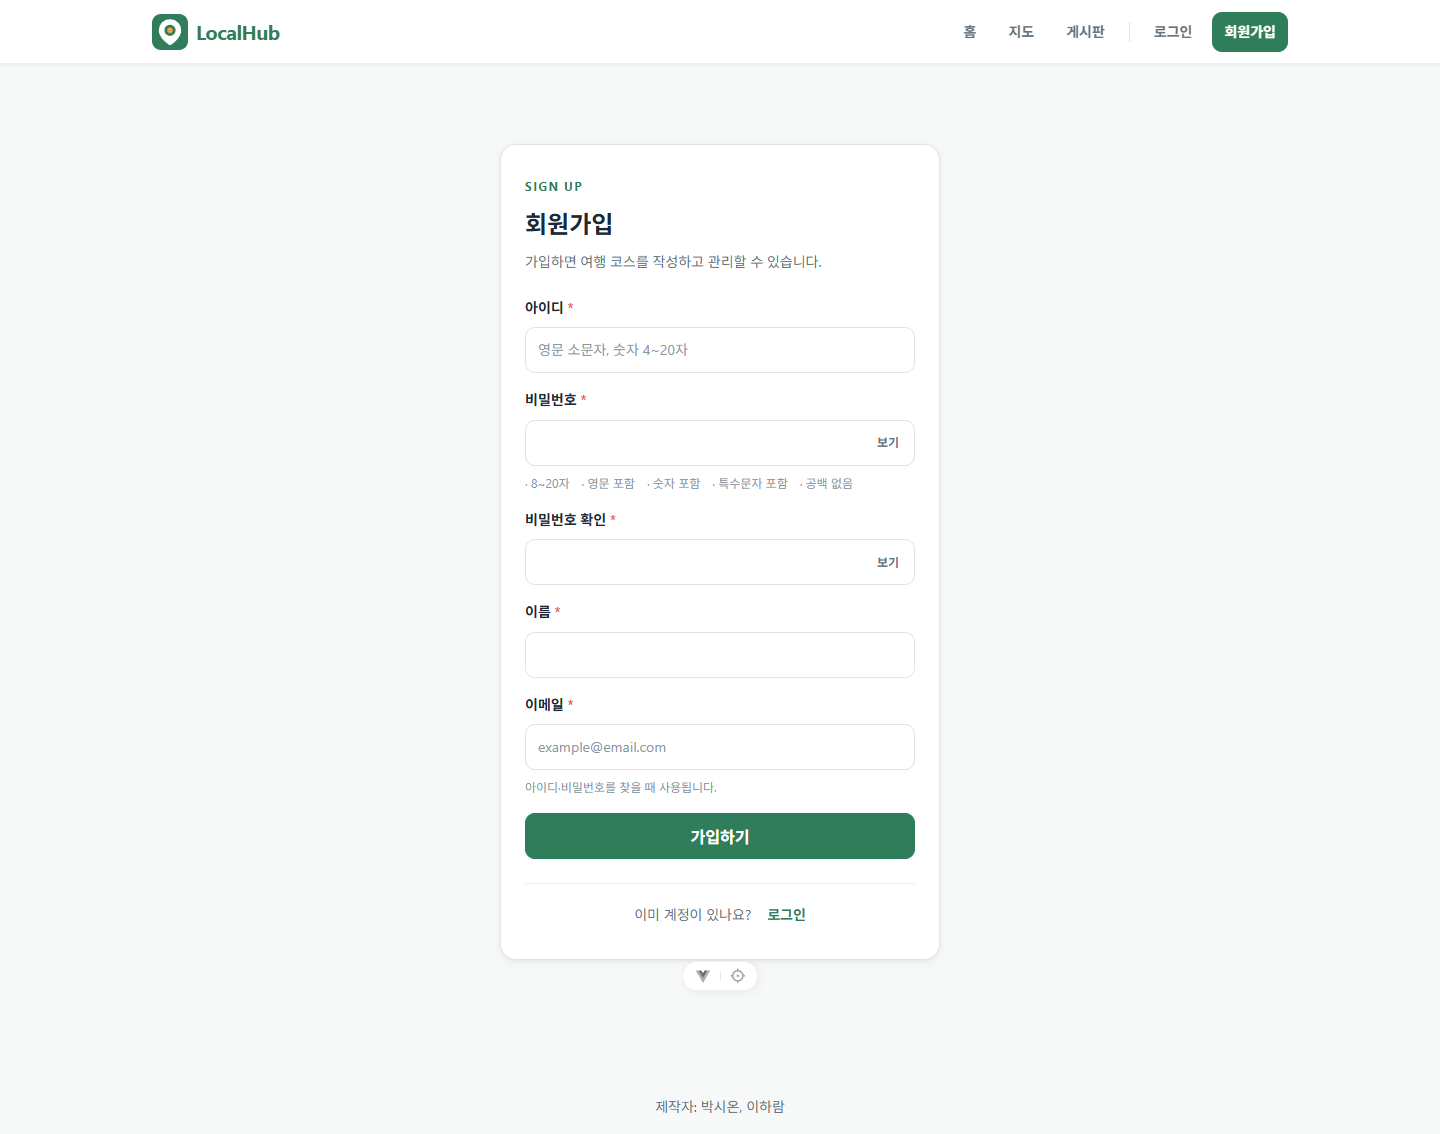 LocalHub
홈 지도 게시판 로그인 회원가입
SIGN UP
회원가입
가입하면 여행 코스를 작성하고 관리할 수 있습니다.
아이디 *
영문 소문자, 숫자 4~20자
비밀번호 *
보기
· 8~20자 · 영문 포함 · 숫자 포함 · 특수문자 포함 · 공백 없음
비밀번호 확인 *
보기
이름 *
이메일 *
example@email.com
아이디·비밀번호를 찾을 때 사용됩니다.
가입하기
이미 계정이 있나요? 로그인
제작자: 박시온, 이하람